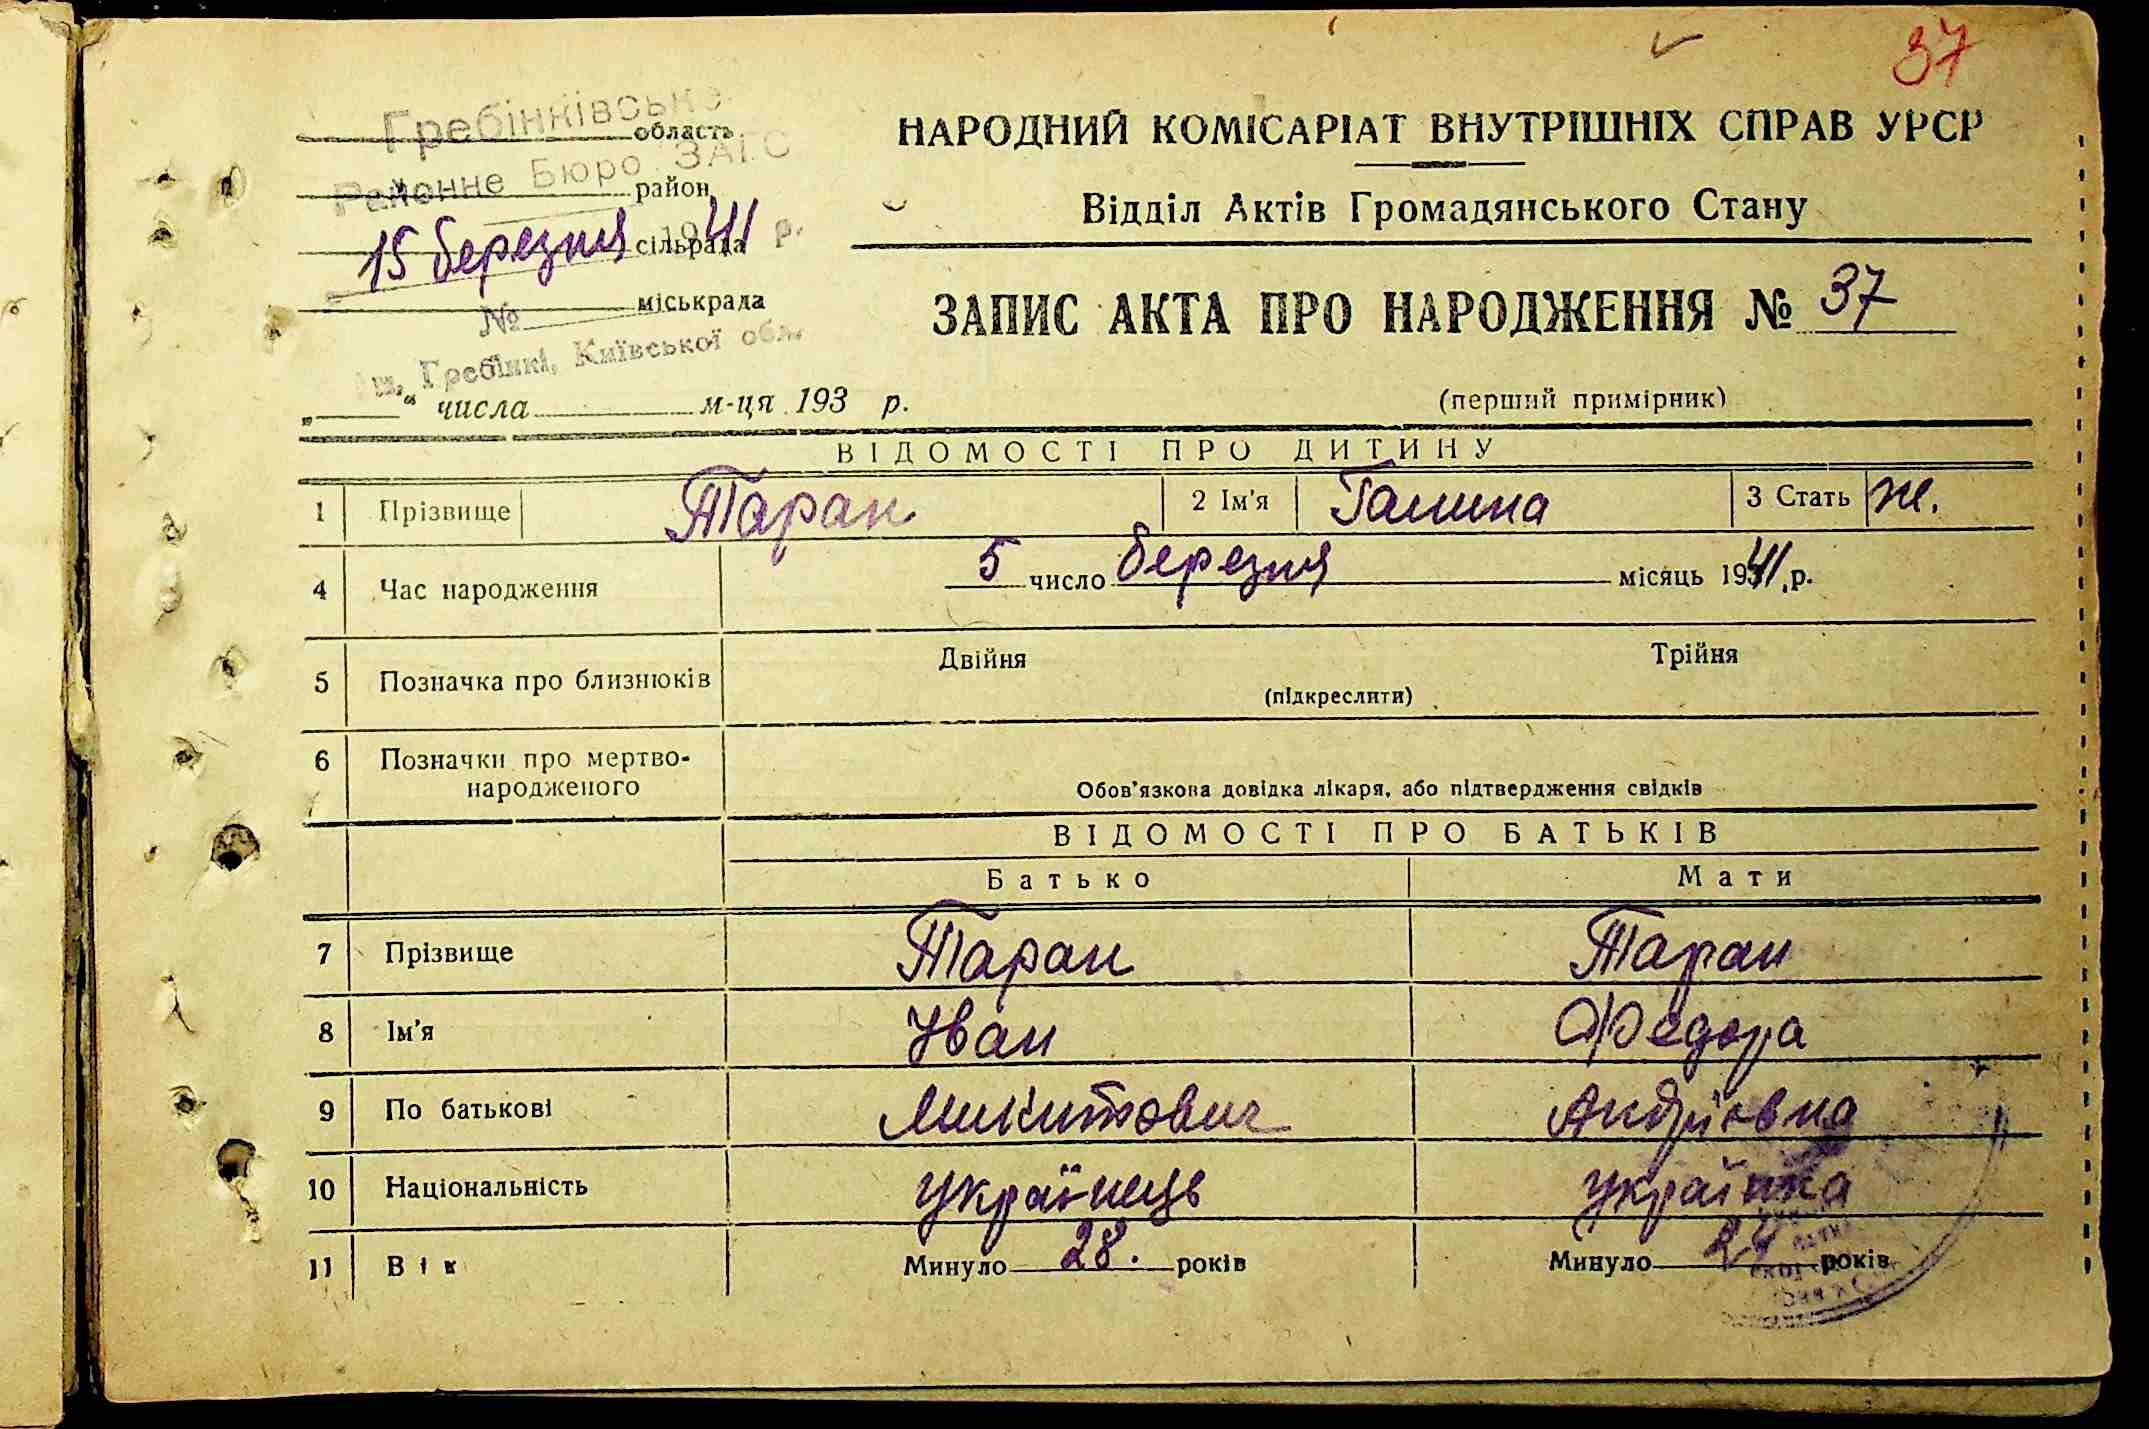 37
Гребінківське
область
Районне Бюро ЗАГС
район
15 березня 1941 р.
сільрада
№ міськрада
м. Гребінкі, Київської обл.
„ “ числа м-ця 193 р.
НАРОДНИЙ КОМІСАРІАТ ВНУТРІШНІХ СПРАВ УРСР
Відділ Актів Громадянського Стану
ЗАПИС АКТА ПРО НАРОДЖЕННЯ № 37
(перший примірник)
ВІДОМОСТІ ПРО ДИТИНУ
1 Прізвище Таран 2 Ім'я Галина 3 Стать ж.
4 Час народження 5 число березня місяць 1941 р.
5 Позначка про близнюків Двійня Трійня
(підкреслити)
6 Позначки про мертво-
народженого
Обов'язкова довідка лікаря, або підтвердження свідків
ВІДОМОСТІ ПРО БАТЬКІВ
Батько Мати
7 Прізвище Таран Таран
8 Ім'я Іван Федора
9 По батькові Микитович Андріївна
10 Національність українець українка
11 Вік Минуло 28. років Минуло 24 років